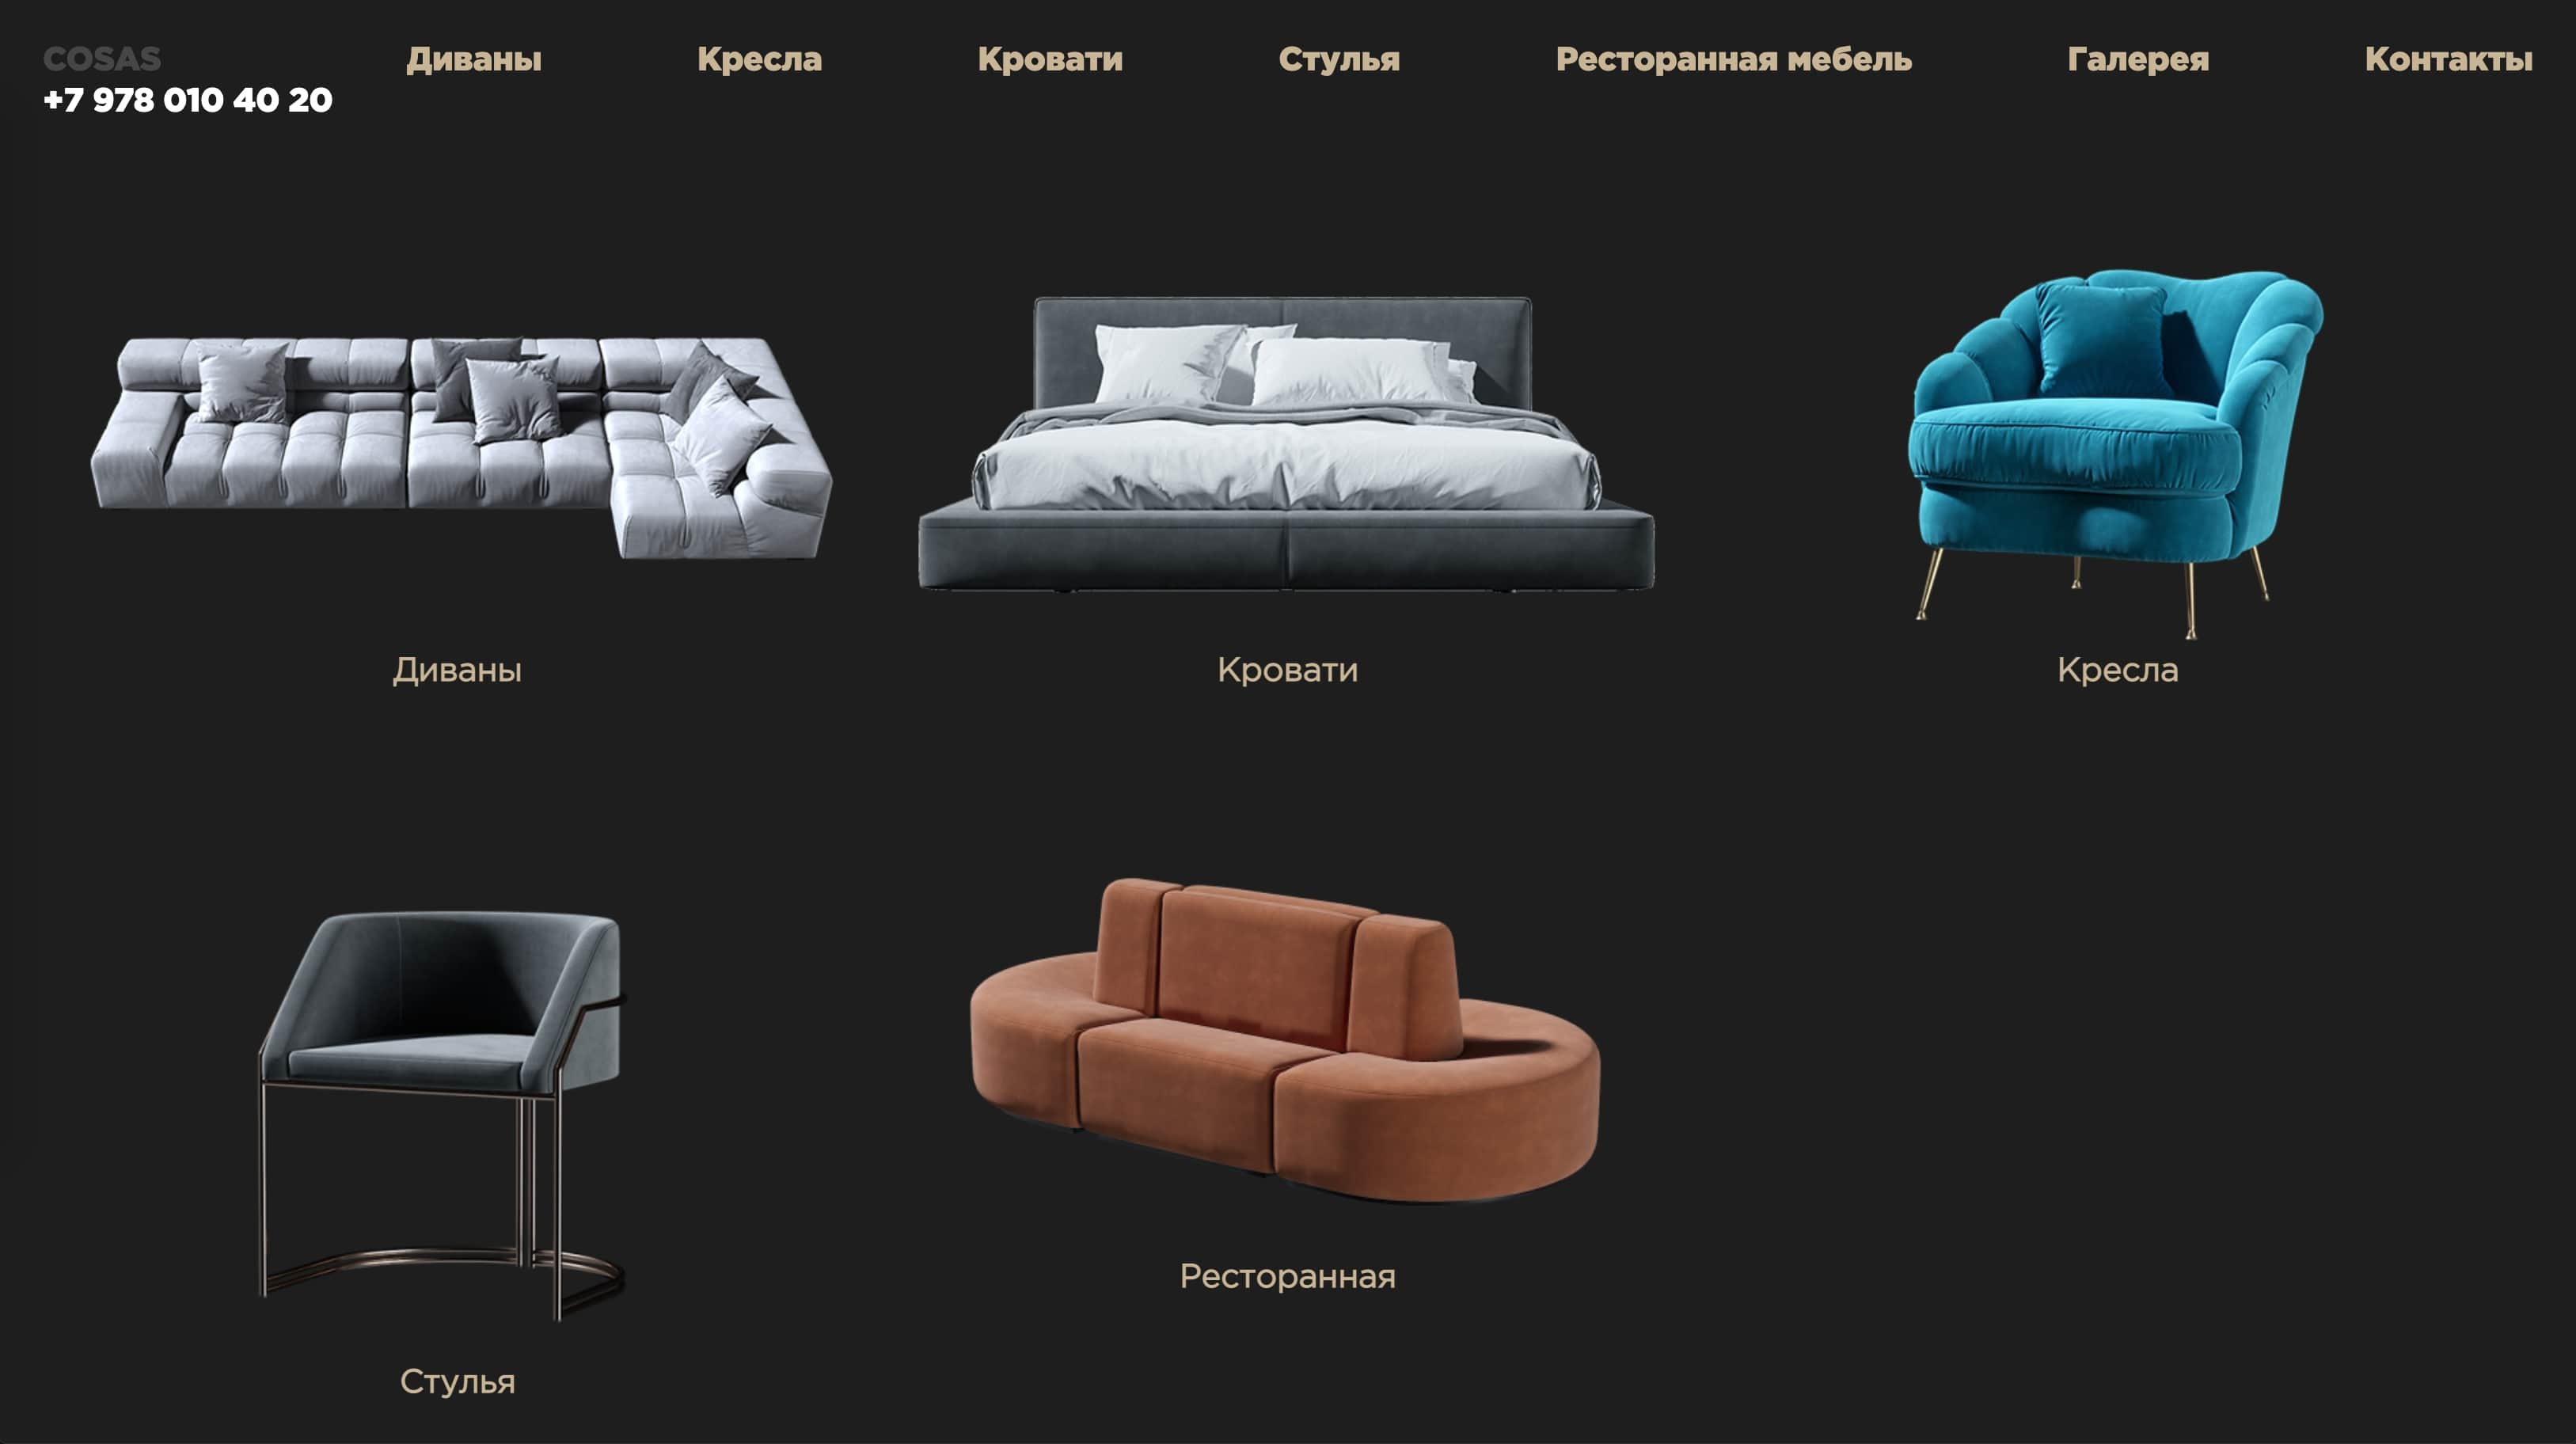 COSAS
+7 978 010 40 20
Диваны
Кресла
Кровати
Стулья
Ресторанная мебель
Галерея
Контакты
Диваны
Кровати
Кресла
Стулья
Ресторанная